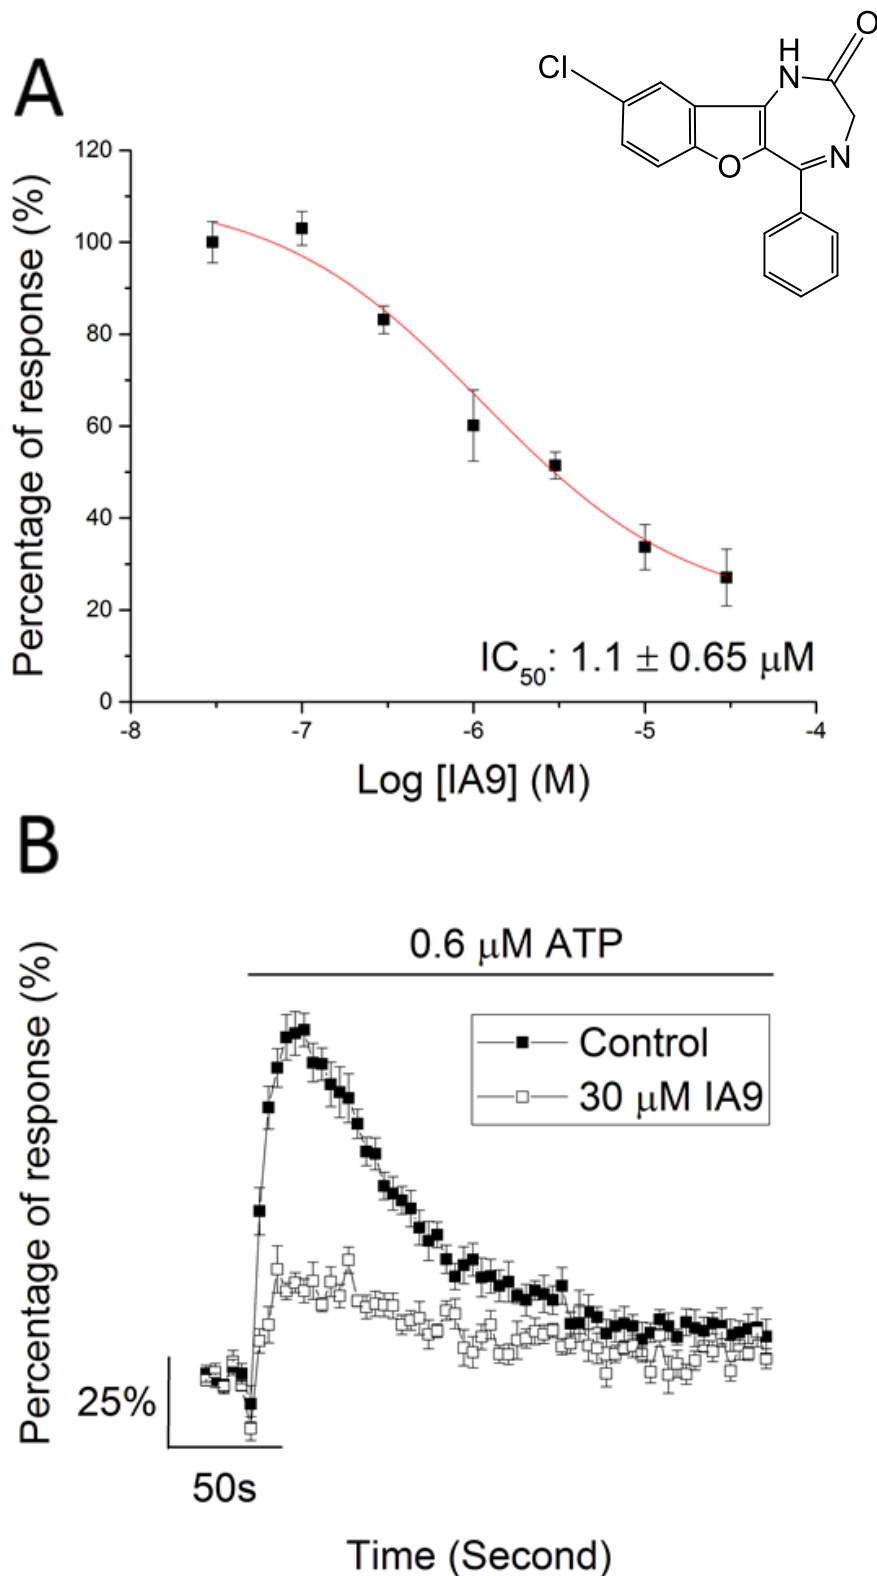 A
Cl
H
N
O
O
N
Percentage of response (%)
120
100
80
60
40
20
0
IC50: 1.1 ± 0.65 μM
-8
-7
-6
-5
-4
Log [IA9] (M)
B
Percentage of response (%)
0.6 μM ATP
Control
30 μM IA9
25%
50s
Time (Second)